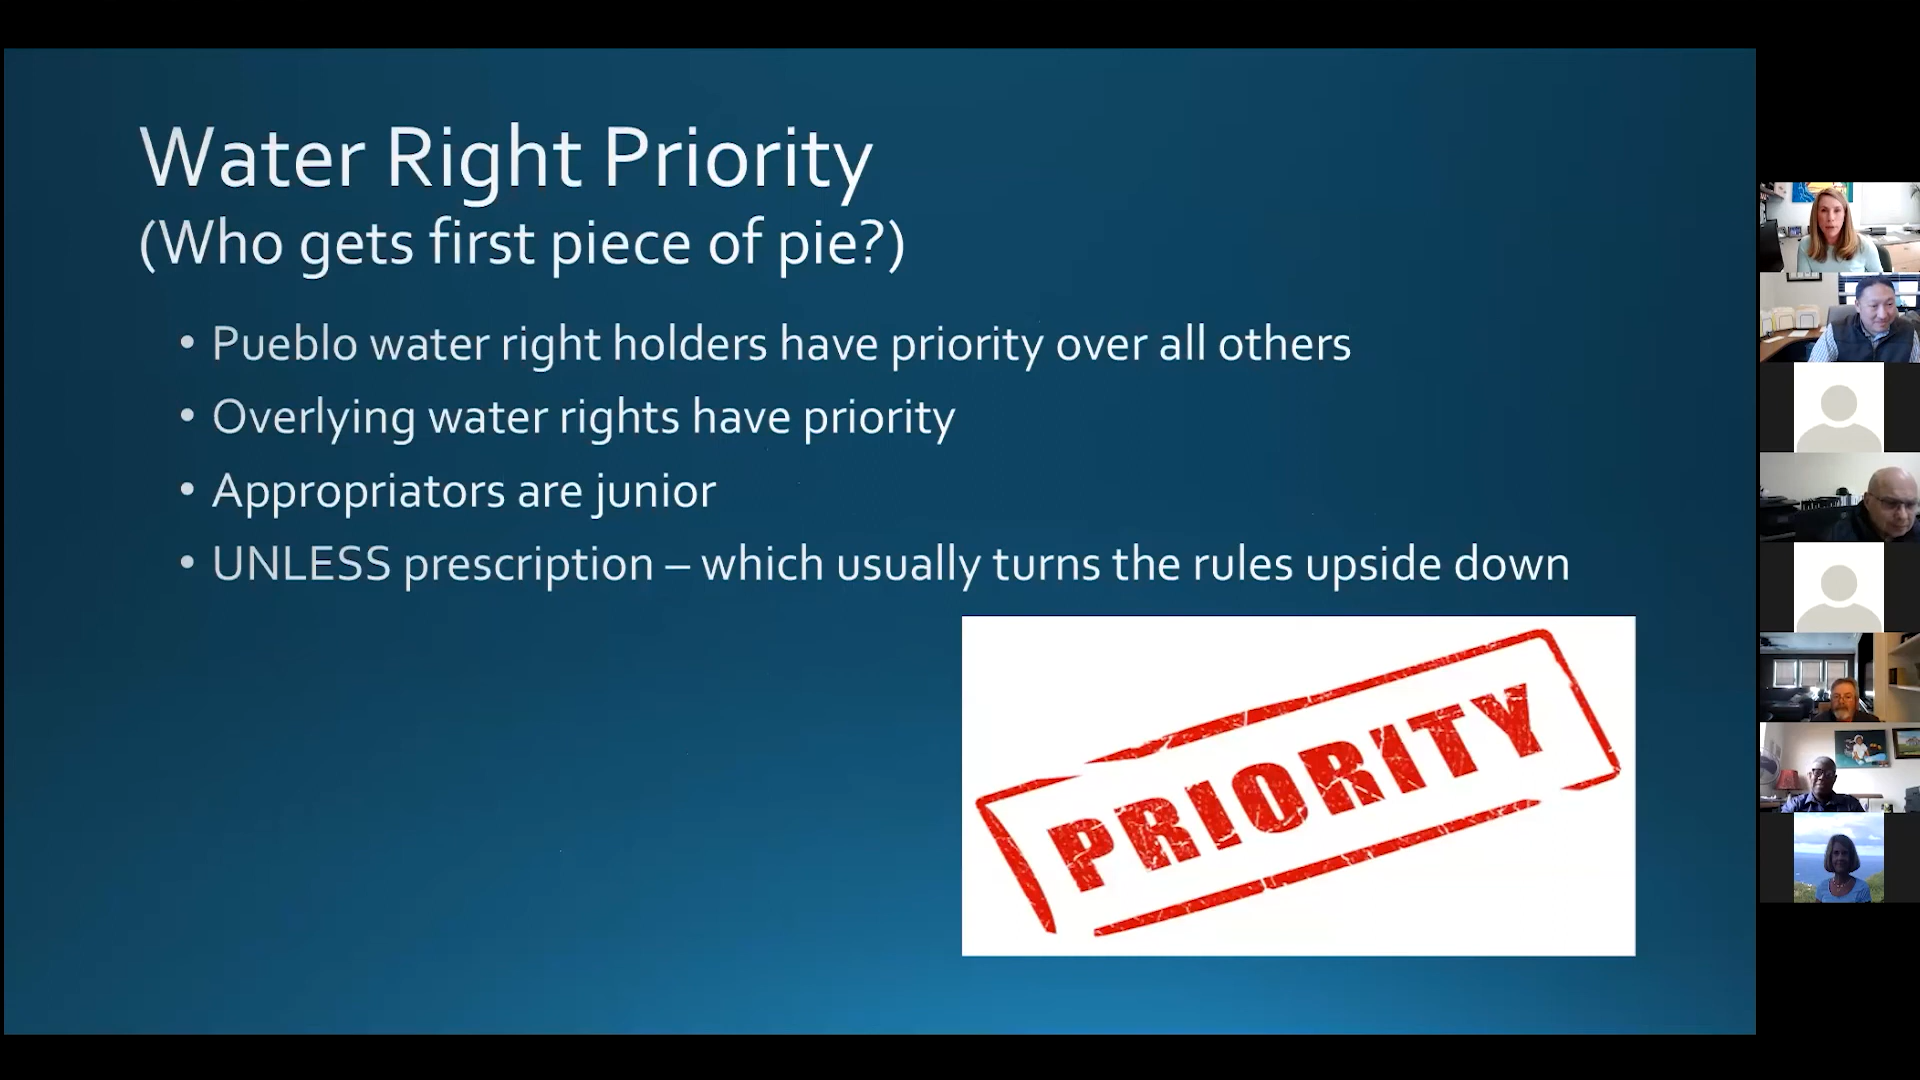 Water Right Priority
(Who gets first piece of pie?)
• Pueblo water right holders have priority over all others
• Overlying water rights have priority
• Appropriators are junior
• UNLESS prescription – which usually turns the rules upside down
PRIORITY